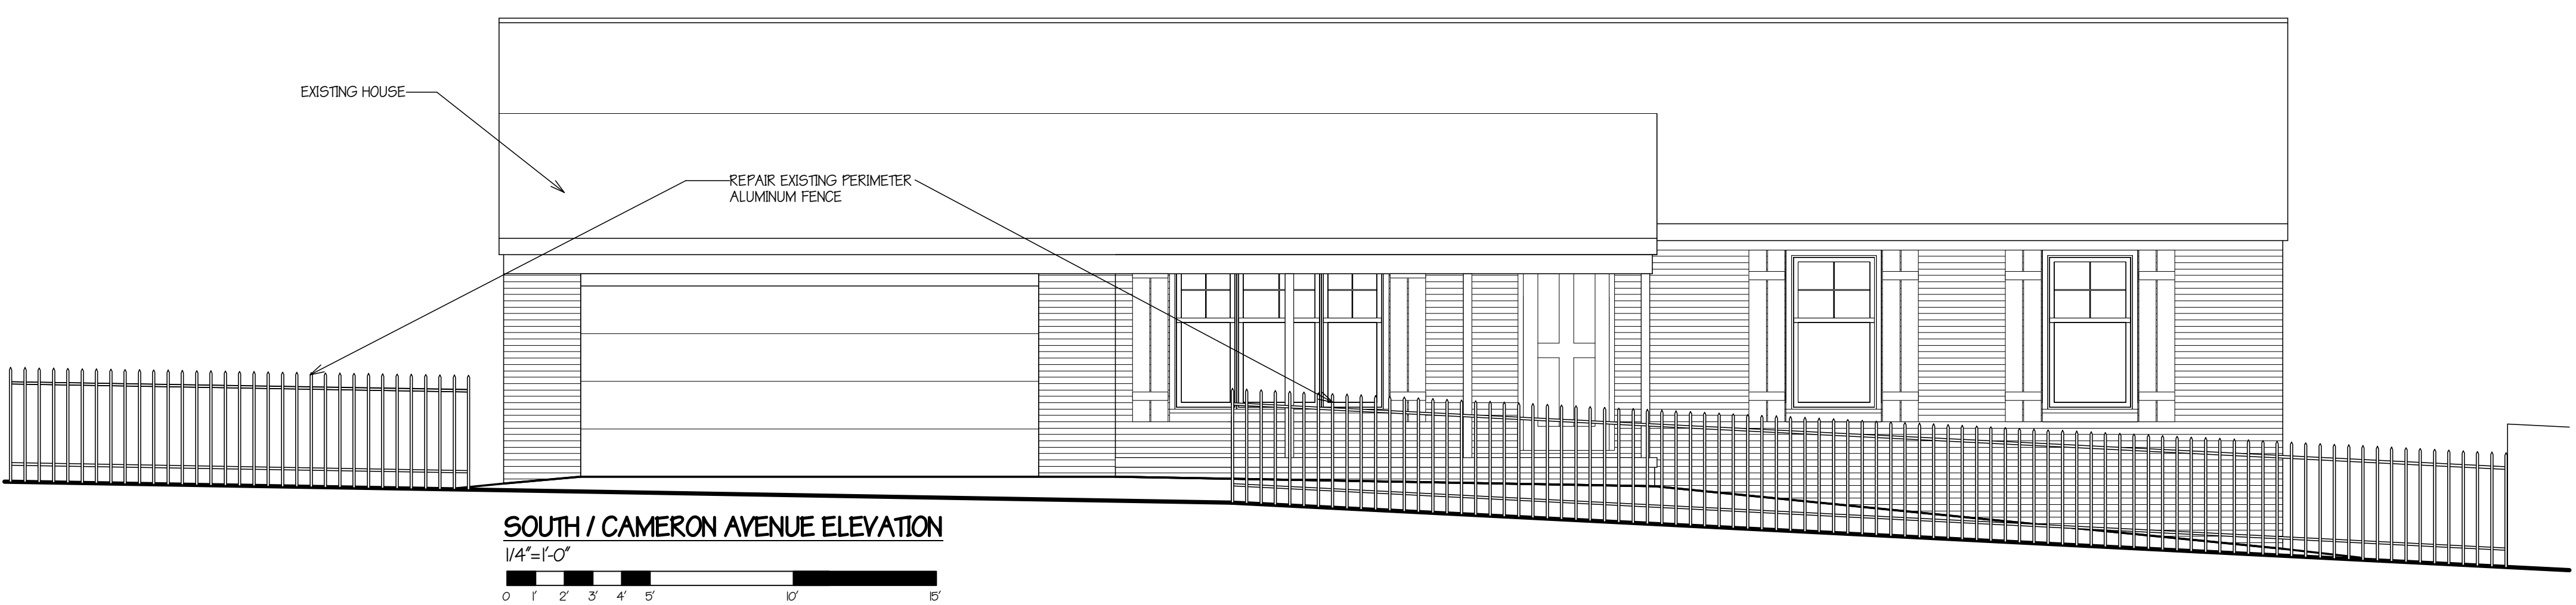 EXISTING HOUSE
REPAIR EXISTING PERIMETER
ALUMINUM FENCE
SOUTH / CAMERON AVENUE ELEVATION
1/4"=1'-0"
0 1' 2' 3' 4' 5' 10' 15'